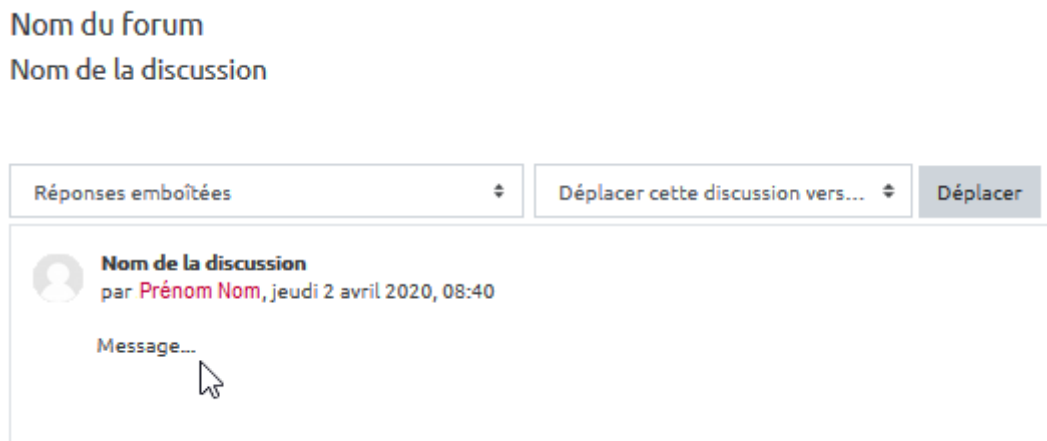 Nom du forum
Nom de la discussion
Réponses emboîtées
Déplacer cette discussion vers...
Déplacer
Nom de la discussion
par Prénom Nom, jeudi 2 avril 2020, 08:40
Message...